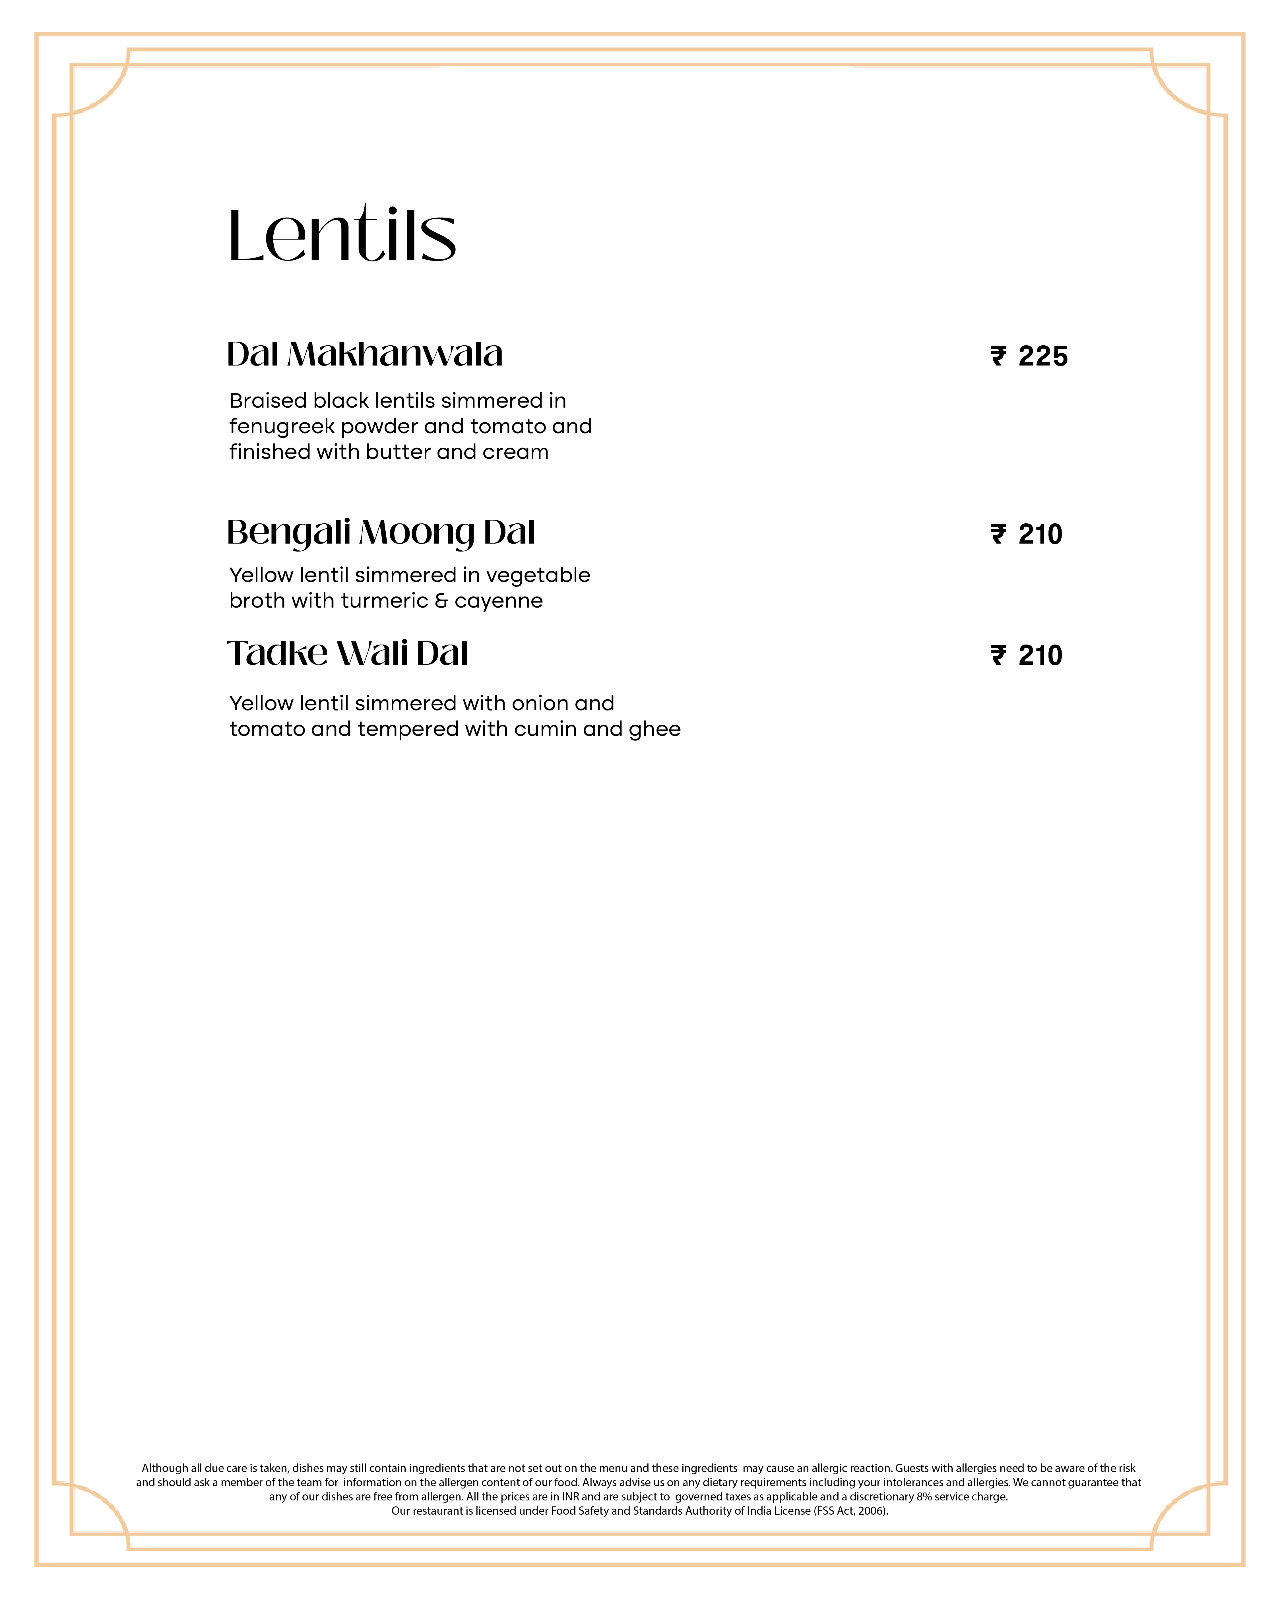 Lentils
Dal Makhanwala ₹ 225
Braised black lentils simmered in
fenugreek powder and tomato and
finished with butter and cream
Bengali Moong Dal ₹ 210
Yellow lentil simmered in vegetable
broth with turmeric & cayenne
Tadke Wali Dal ₹ 210
Yellow lentil simmered with onion and
tomato and tempered with cumin and ghee
Although all due care is taken, dishes may still contain ingredients that are not set out on the menu and these ingredients may cause an allergic reaction. Guests with allergies need to be aware of the risk
and should ask a member of the team for information on the allergen content of our food. Always advise us on any dietary requirements including your intolerances and allergies. We cannot guarantee that
any of our dishes are free from allergen. All the prices are in INR and are subject to governed taxes as applicable and a discretionary 8% service charge.
Our restaurant is licensed under Food Safety and Standards Authority of India License (FSS Act, 2006).